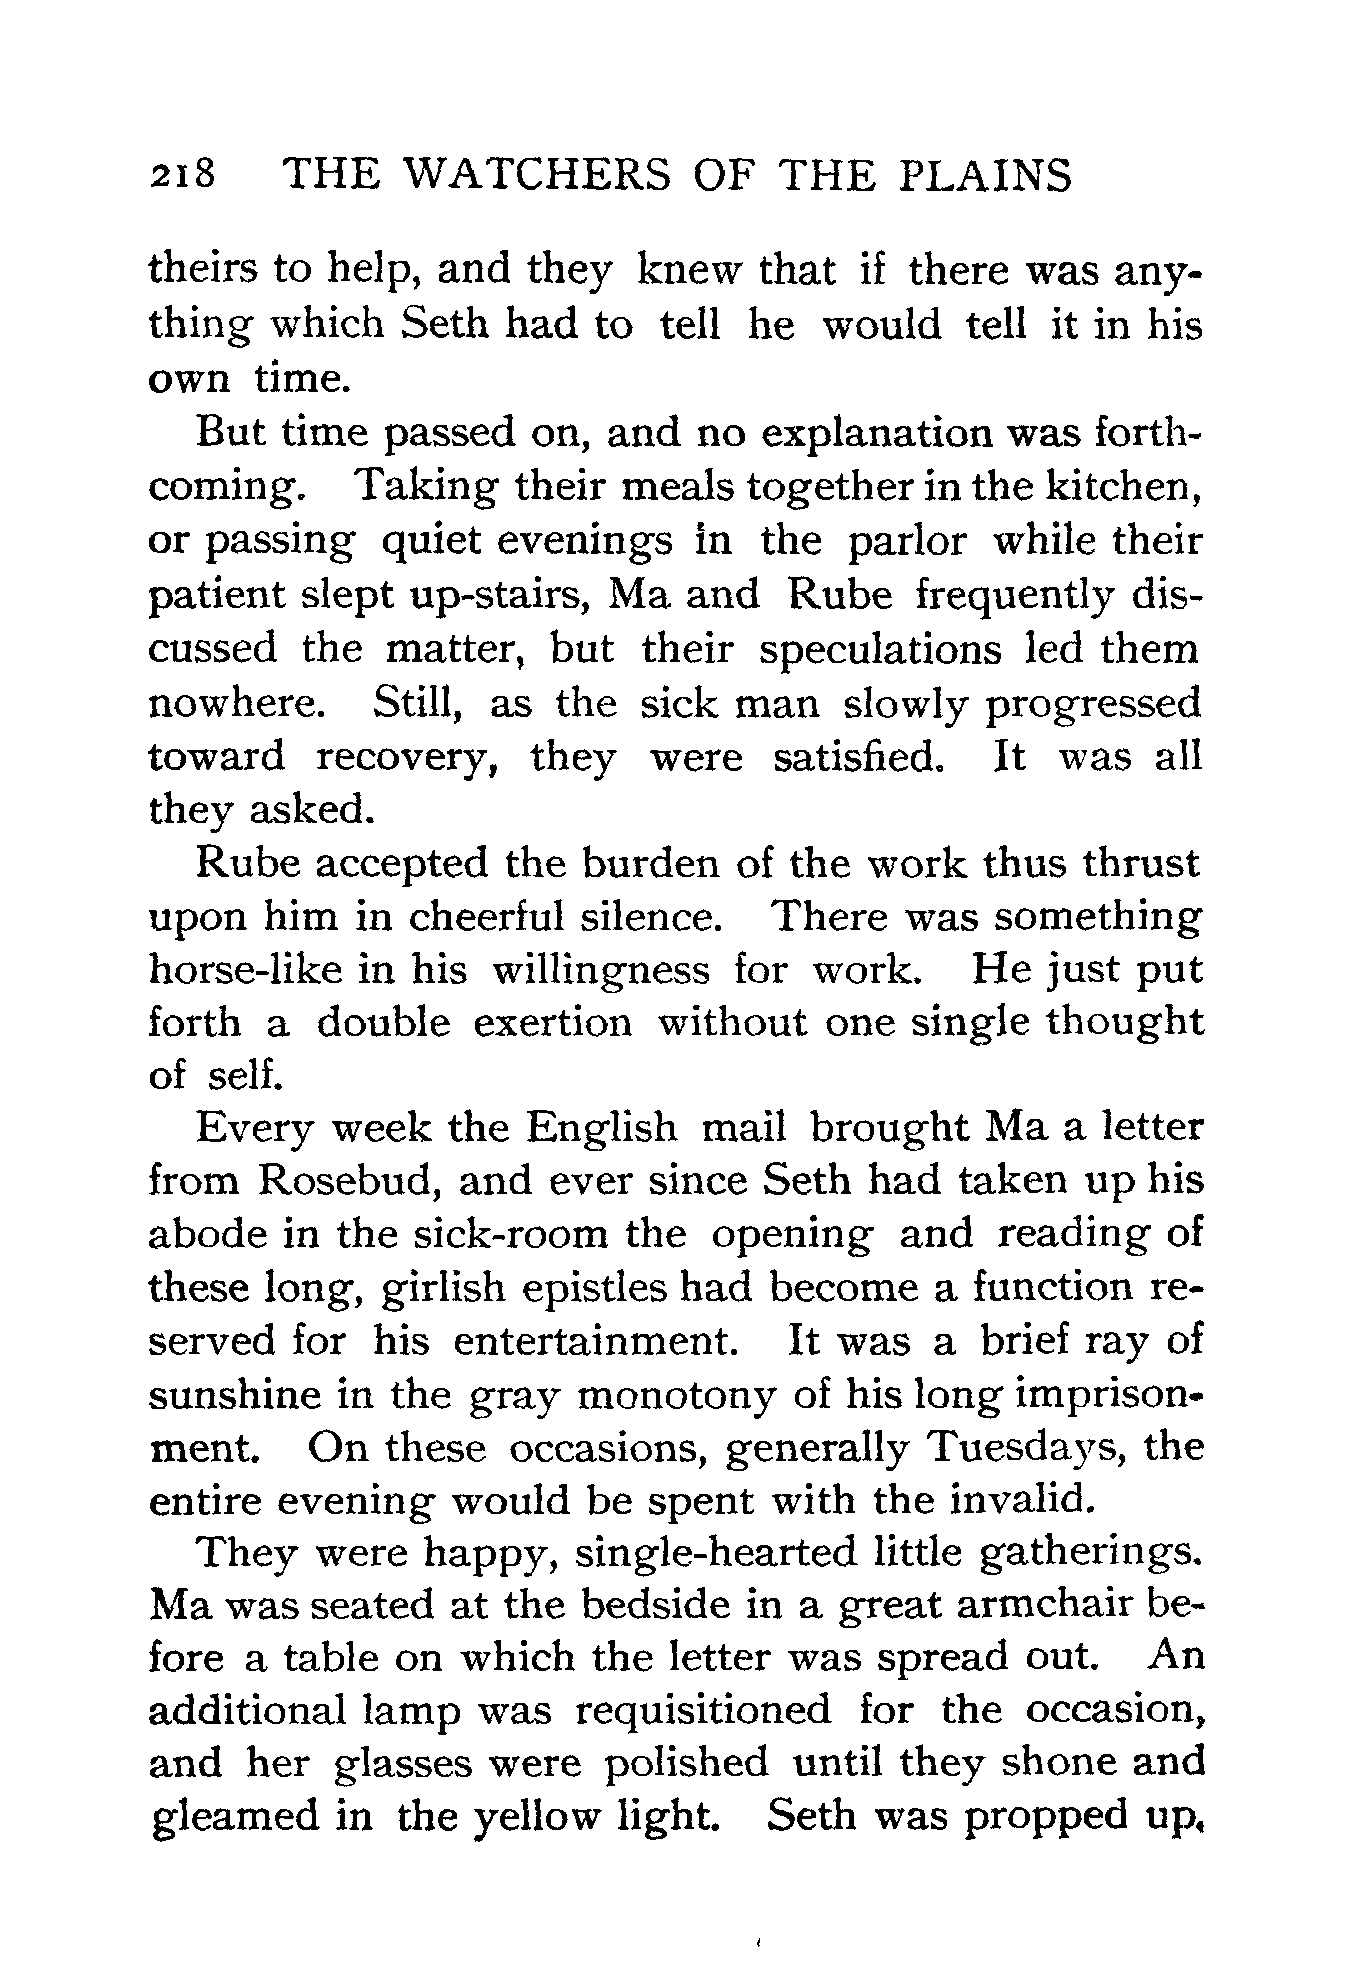 218 THE WATCHERS OF THE PLAINS
theirs to help, and they knew that if there was any-
thing which Seth had to tell he would tell it in his
own time.
But time passed on, and no explanation was forth-
coming. Taking their meals together in the kitchen,
or passing quiet evenings in the parlor while their
patient slept up-stairs, Ma and Rube frequently dis-
cussed the matter, but their speculations led them
nowhere. Still, as the sick man slowly progressed
toward recovery, they were satisfied. It was all
they asked.
Rube accepted the burden of the work thus thrust
upon him in cheerful silence. There was something
horse-like in his willingness for work. He just put
forth a double exertion without one single thought
of self.
Every week the English mail brought Ma a letter
from Rosebud, and ever since Seth had taken up his
abode in the sick-room the opening and reading of
these long, girlish epistles had become a function re-
served for his entertainment. It was a brief ray of
sunshine in the gray monotony of his long imprison-
ment. On these occasions, generally Tuesdays, the
entire evening would be spent with the invalid.
They were happy, single-hearted little gatherings.
Ma was seated at the bedside in a great armchair be-
fore a table on which the letter was spread out. An
additional lamp was requisitioned for the occasion,
and her glasses were polished until they shone and
gleamed in the yellow light. Seth was propped up,